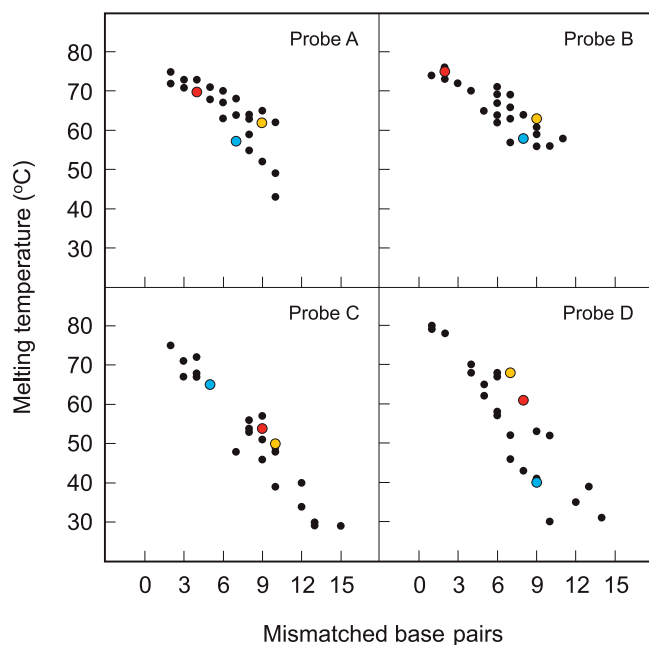 Probe A
Probe B
80
70
60
50
40
30
Probe C
Probe D
80
70
60
50
40
30
0 3 6 9 12 15
0 3 6 9 12 15
Melting temperature (ºC)
Mismatched base pairs